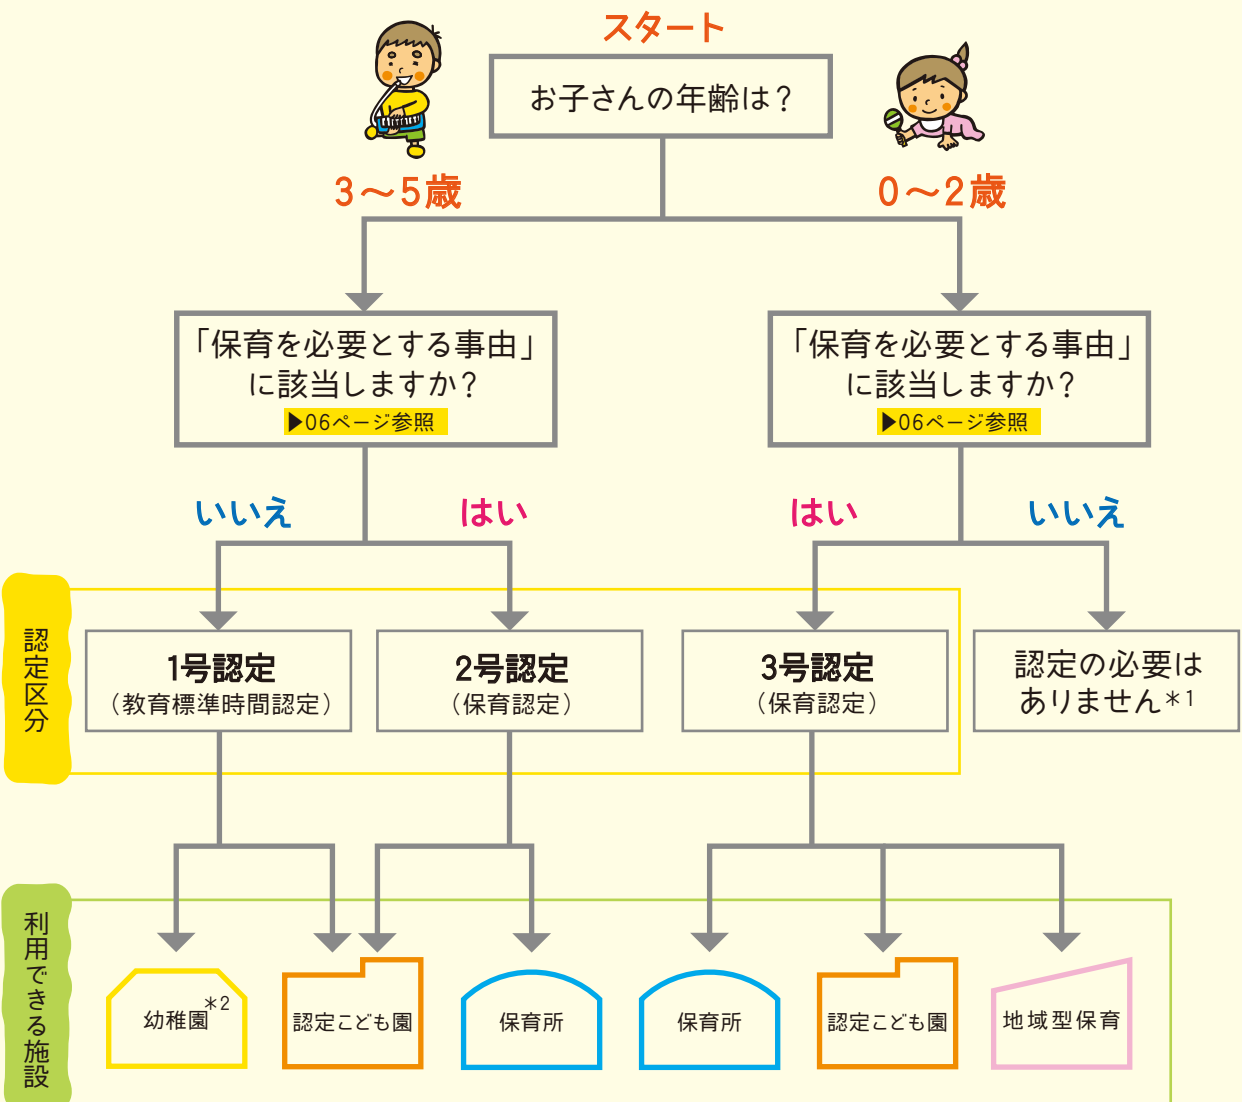 スタート
お子さんの年齢は？
3～5歳
0～2歳
「保育を必要とする事由」
に該当しますか？
▶06ページ参照
「保育を必要とする事由」
に該当しますか？
▶06ページ参照
いいえ
はい
はい
いいえ
認定区分
1号認定
（教育標準時間認定）
2号認定
（保育認定）
3号認定
（保育認定）
認定の必要は
ありません＊1
利用できる施設
幼稚園＊2
認定こども園
保育所
保育所
認定こども園
地域型保育